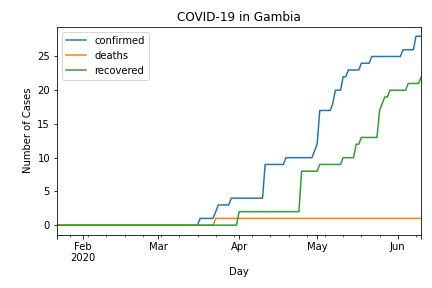 COVID-19 in Gambia
confirmed
deaths
recovered
Number of Cases
25
20
15
10
5
0
Feb
2020
Mar
Apr
May
Jun
Day